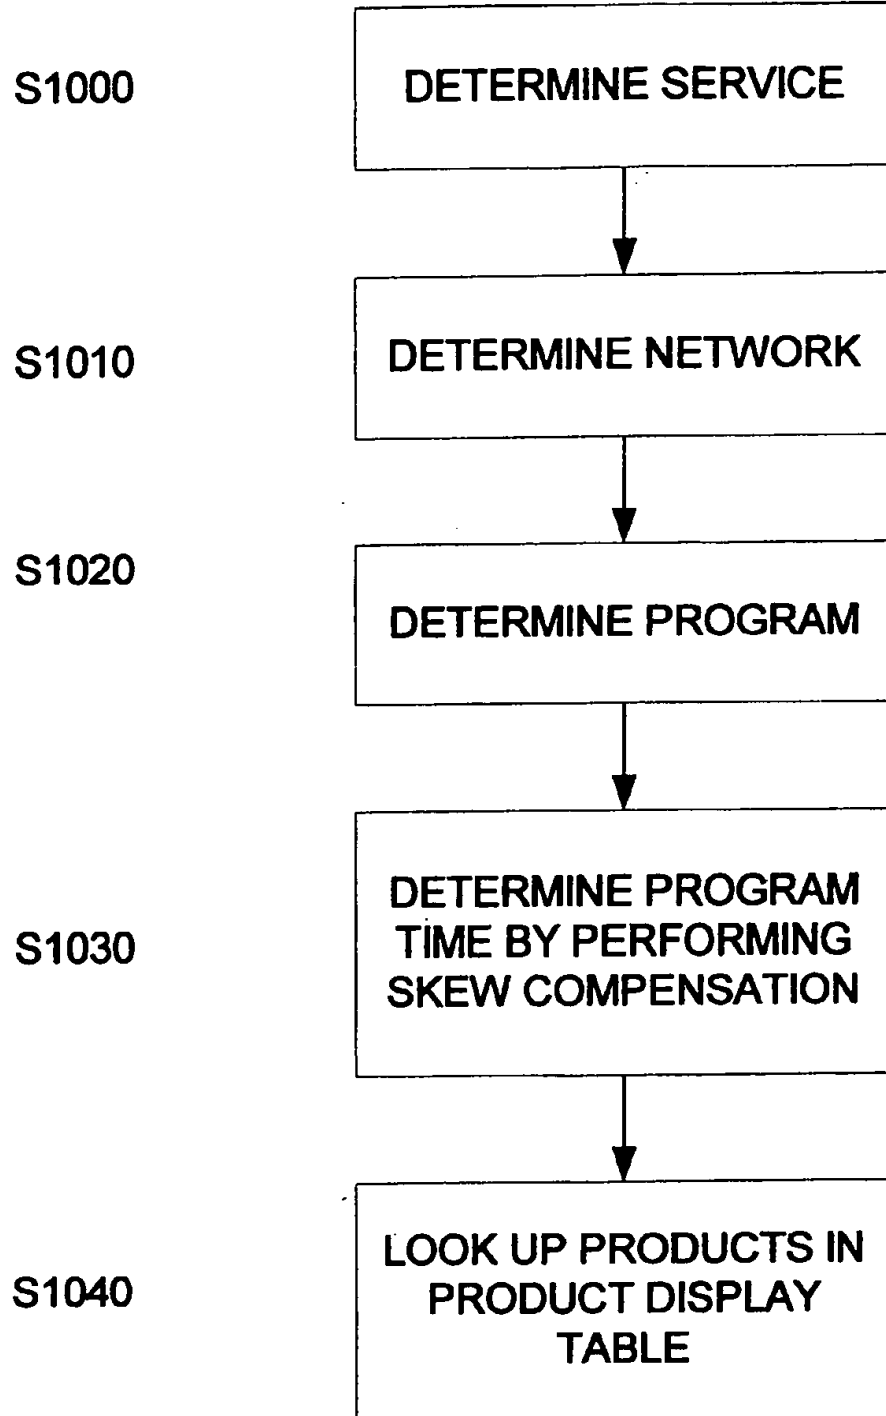 S1000
DETERMINE SERVICE
S1010
DETERMINE NETWORK
S1020
DETERMINE PROGRAM
S1030
DETERMINE PROGRAM
TIME BY PERFORMING
SKEW COMPENSATION
S1040
LOOK UP PRODUCTS IN
PRODUCT DISPLAY
TABLE